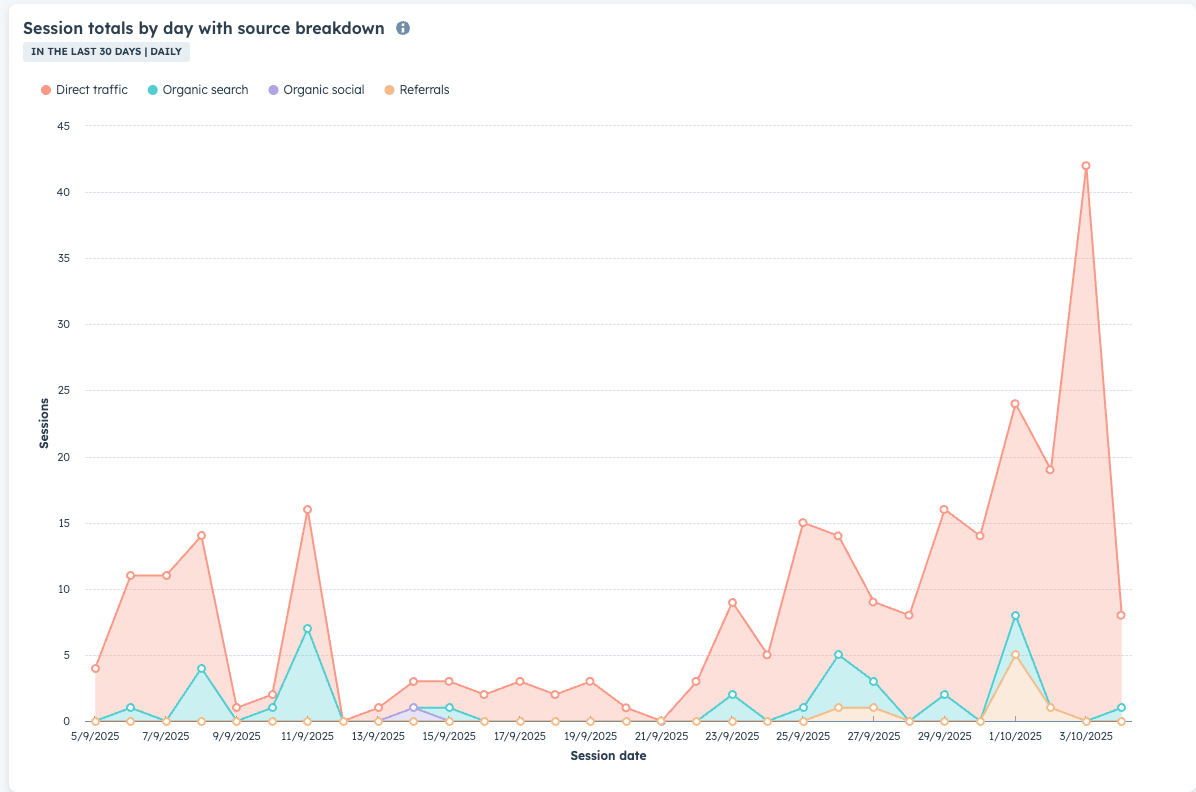 Session totals by day with source breakdown
IN THE LAST 30 DAYS | DAILY
Direct traffic Organic search Organic social Referrals
45
40
35
30
25
20
15
10
5
0
Sessions
5/9/2025 7/9/2025 9/9/2025 11/9/2025 13/9/2025 15/9/2025 17/9/2025 19/9/2025 21/9/2025 23/9/2025 25/9/2025 27/9/2025 29/9/2025 1/10/2025 3/10/2025
Session date